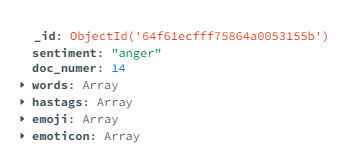 _id: ObjectId('64f61ecfff75864a0053155b')
sentiment: "anger"
doc_numer: 14
words: Array
hastags: Array
emoji: Array
emoticon: Array